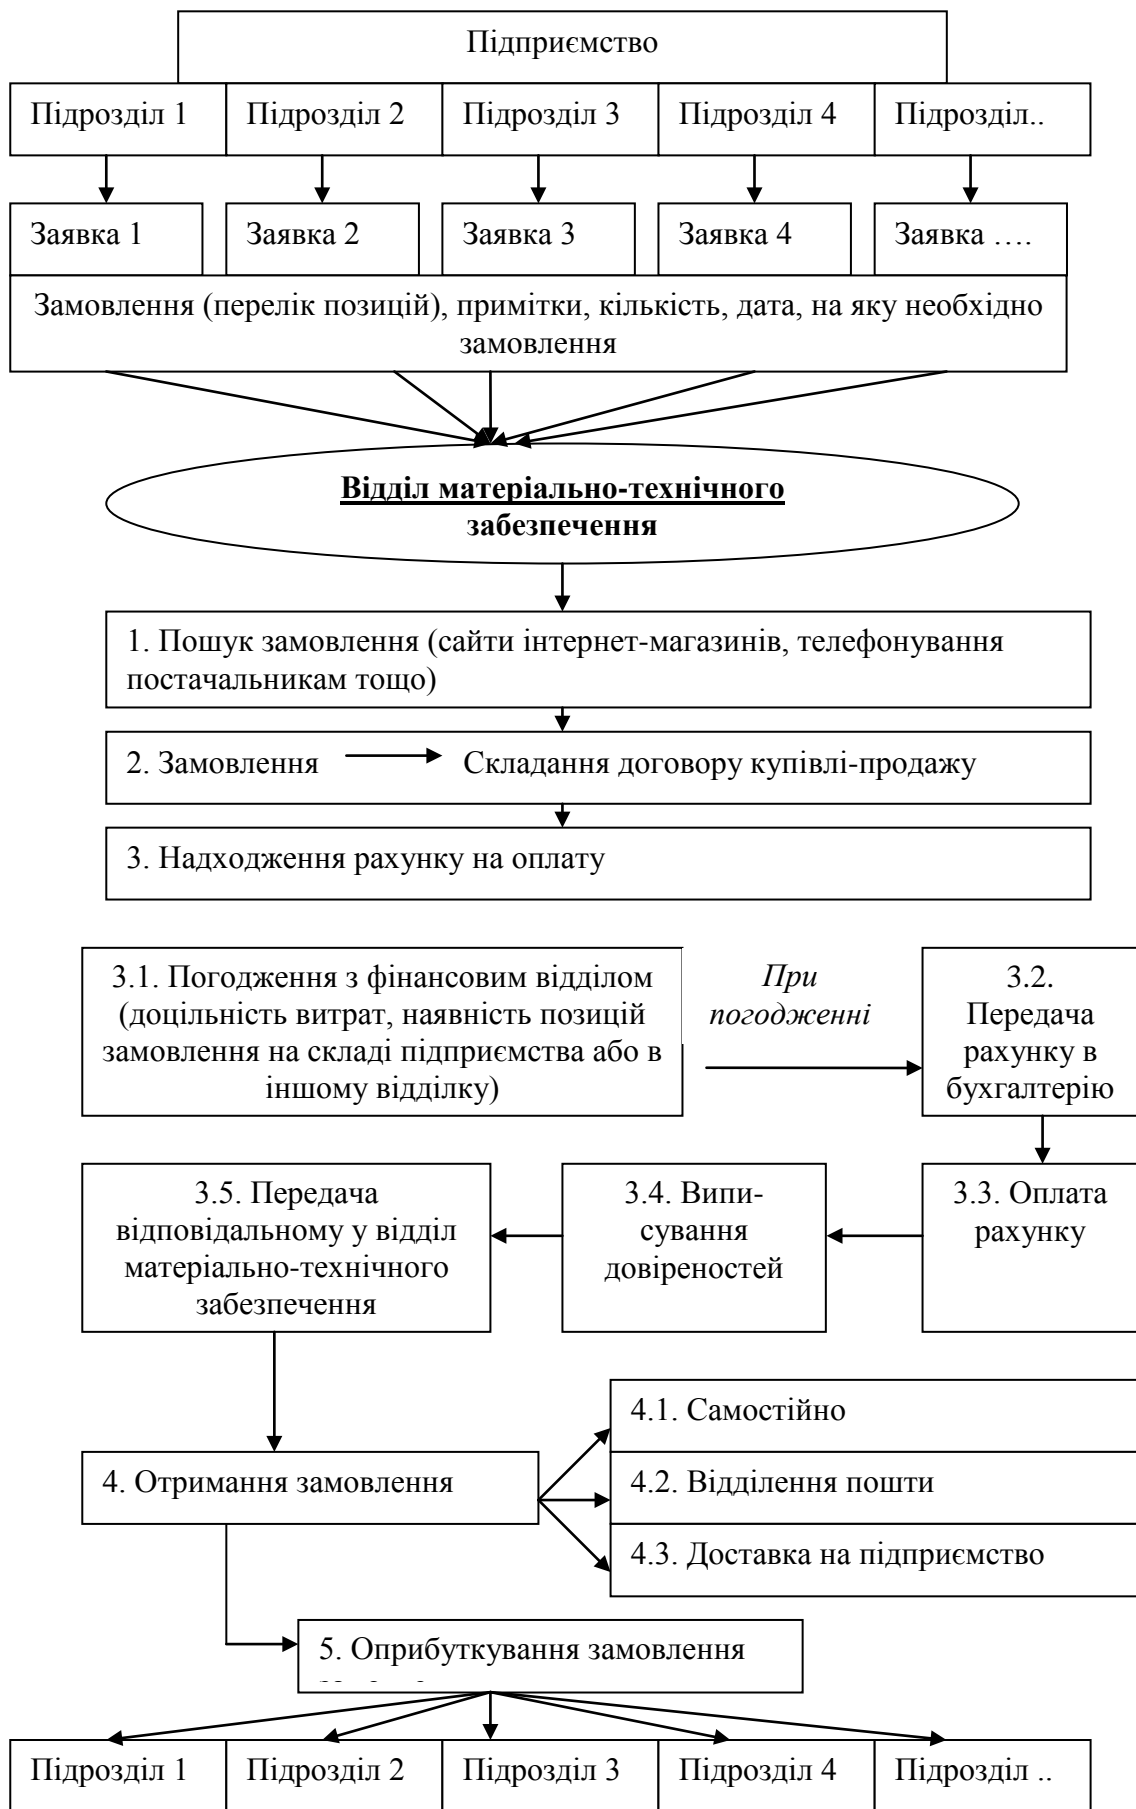 Підприємство
Підрозділ 1
Підрозділ 2
Підрозділ 3
Підрозділ 4
Підрозділ..
Заявка 1
Заявка 2
Заявка 3
Заявка 4
Заявка ….
Замовлення (перелік позицій), примітки, кількість, дата, на яку необхідно
замовлення
Відділ матеріально-технічного
забезпечення
1. Пошук замовлення (сайти інтернет-магазинів, телефонування
постачальникам тощо)
2. Замовлення
Складання договору купівлі-продажу
3. Надходження рахунку на оплату
3.1. Погодження з фінансовим відділом
(доцільність витрат, наявність позицій
замовлення на складі підприємства або в
іншому відділку)
При
погодженні
3.2.
Передача
рахунку в
бухгалтерію
3.3. Оплата
рахунку
3.4. Випи-
сування
довіреностей
3.5. Передача
відповідальному у відділ
матеріально-технічного
забезпечення
4. Отримання замовлення
4.1. Самостійно
4.2. Відділення пошти
4.3. Доставка на підприємство
5. Оприбуткування замовлення
Підрозділ 1
Підрозділ 2
Підрозділ 3
Підрозділ 4
Підрозділ ..